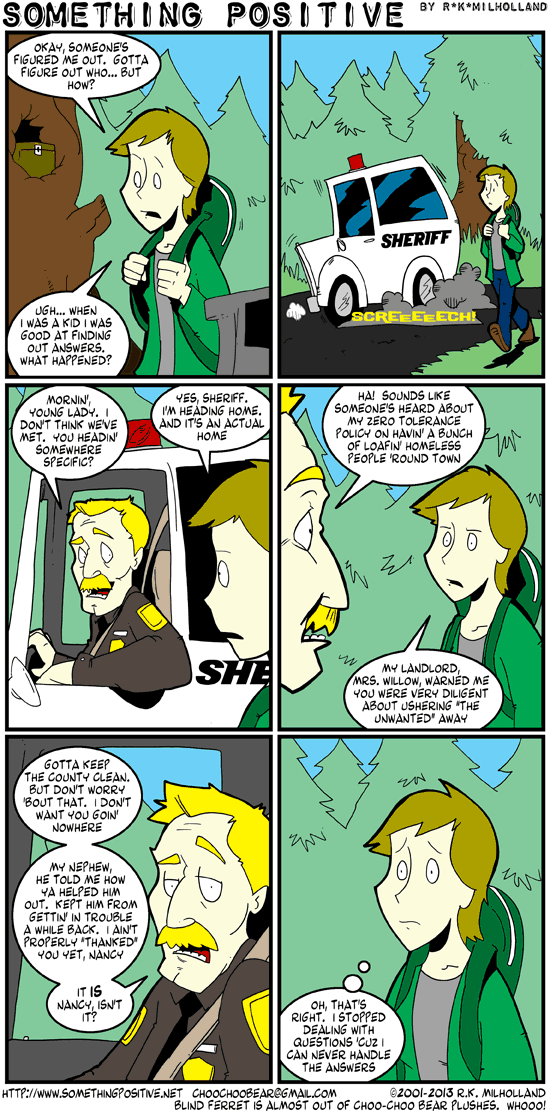 SOMETHING POSITIVE BY R*K*MILHOLLAND
OKAY, SOMEONE'S
FIGURED ME OUT. GOTTA
FIGURE OUT WHO... BUT
HOW?
UGH... WHEN
I WAS A KID I WAS
GOOD AT FINDING
OUT ANSWERS.
WHAT HAPPENED?
SHERIFF
SCREEEEECH!
MORNIN',
YOUNG LADY. I
DON'T THINK WE'VE
MET. YOU HEADIN'
SOMEWHERE
SPECIFIC?
YES, SHERIFF.
I'M HEADING HOME.
AND IT'S AN ACTUAL
HOME
SHE
HA! SOUNDS LIKE
SOMEONE'S HEARD ABOUT
MY ZERO TOLERANCE
POLICY ON HAVIN' A BUNCH
OF LOAFIN' HOMELESS
PEOPLE 'ROUND TOWN
MY LANDLORD,
MRS. WILLOW, WARNED ME
YOU WERE VERY DILIGENT
ABOUT USHERING "THE
UNWANTED" AWAY
GOTTA KEEP
THE COUNTY CLEAN.
BUT DON'T WORRY
'BOUT THAT. I DON'T
WANT YOU GOIN'
NOWHERE
MY NEPHEW,
HE TOLD ME HOW
YA HELPED HIM
OUT. KEPT HIM FROM
GETTIN' IN TROUBLE
A WHILE BACK. I AIN'T
PROPERLY "THANKED"
YOU YET, NANCY
IT IS
NANCY, ISN'T
IT?
OH, THAT'S
RIGHT. I STOPPED
DEALING WITH
QUESTIONS 'CUZ I
CAN NEVER HANDLE
THE ANSWERS
HTTP://WWW.SOMETHINGPOSITIVE.NET CHOOCHOOBEAR@GMAIL.COM ©2001-2013 R.K. MILHOLLAND
BLIND FERRET IS ALMOST OUT OF CHOO-CHOO BEAR PLUSHES. WHOOO!